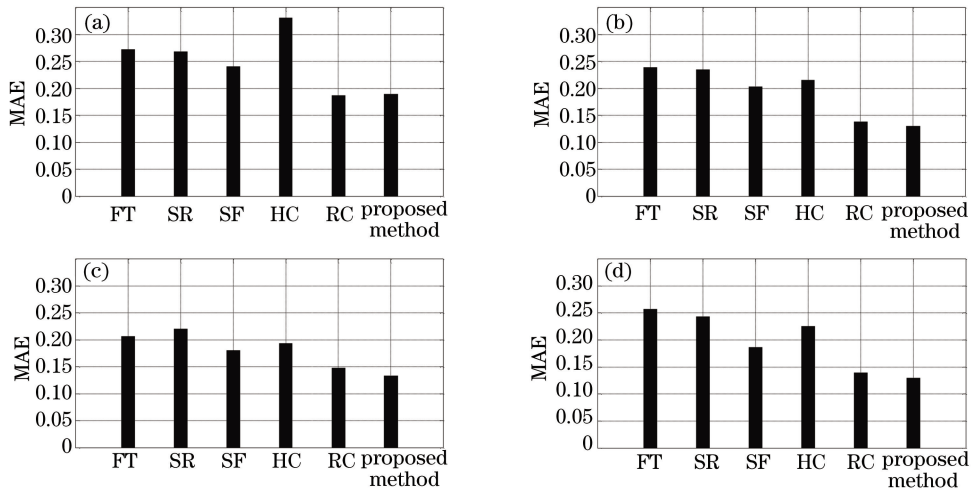 (a)
0.30
0.25
0.20
0.15
0.10
0.05
0
MAE
FT SR SF HC RC proposed
method
(b)
0.30
0.25
0.20
0.15
0.10
0.05
0
MAE
FT SR SF HC RC proposed
method
(c)
0.30
0.25
0.20
0.15
0.10
0.05
0
MAE
FT SR SF HC RC proposed
method
(d)
0.30
0.25
0.20
0.15
0.10
0.05
0
MAE
FT SR SF HC RC proposed
method